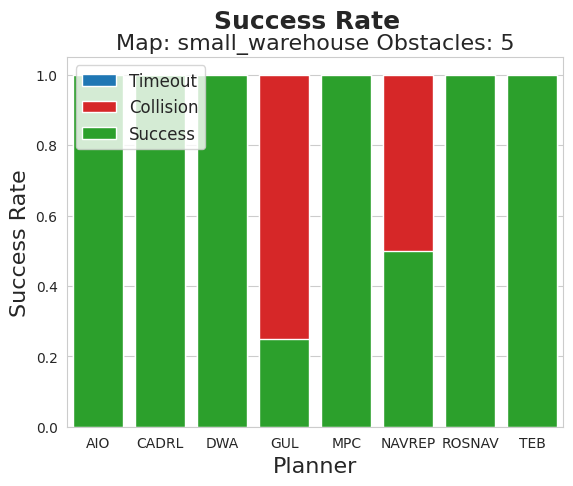 Success Rate
Map: small_warehouse Obstacles: 5
Timeout
Collision
Success
Success Rate
1.0
0.8
0.6
0.4
0.2
0.0
AIO CADRL DWA GUL MPC NAVREP ROSNAV TEB
Planner